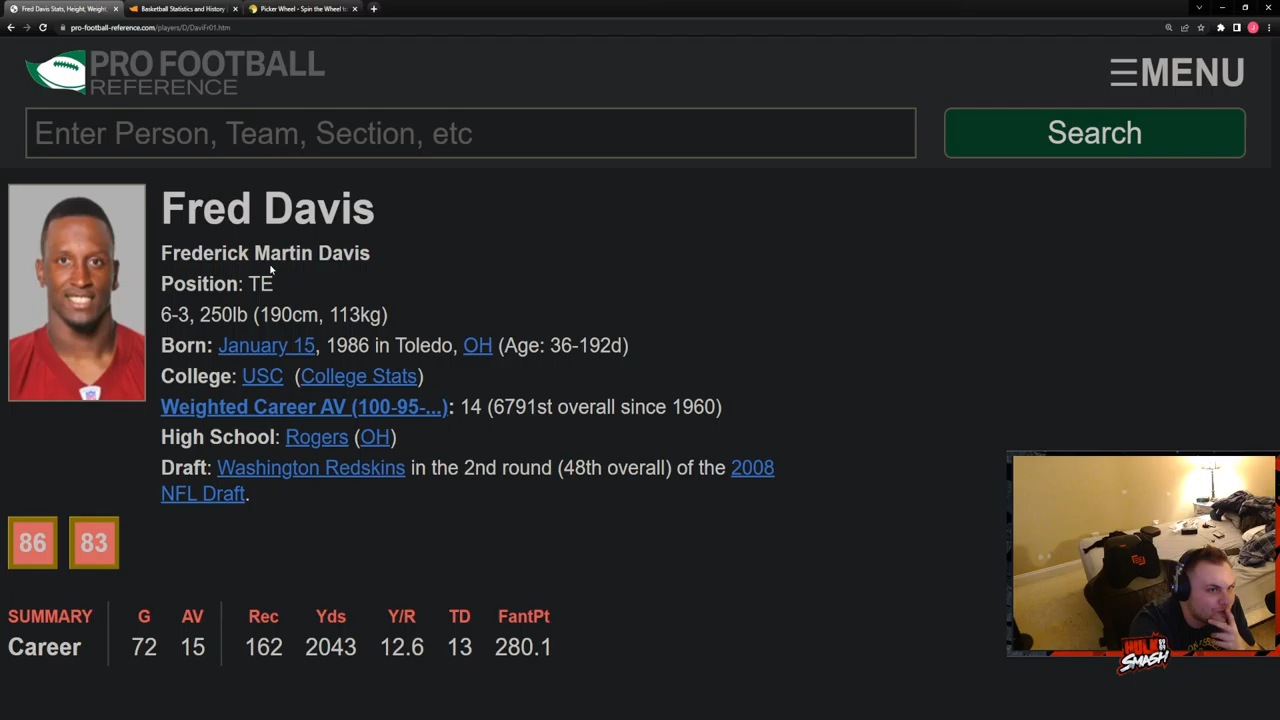 Fred Davis Stats, Height, Weigh
Basketball Statistics and History
Picker Wheel - Spin the Wheel to
pro-football-reference.com/players/D/DaviFr01.htm
PRO FOOTBALL
REFERENCE
MENU
Enter Person, Team, Section, etc
Search
Fred Davis
Frederick Martin Davis
Position: TE
6-3, 250lb (190cm, 113kg)
Born: January 15, 1986 in Toledo, OH (Age: 36-192d)
College: USC (College Stats)
Weighted Career AV (100-95-...): 14 (6791st overall since 1960)
High School: Rogers (OH)
Draft: Washington Redskins in the 2nd round (48th overall) of the 2008
NFL Draft.
86 83
SUMMARY G AV Rec Yds Y/R TD FantPt
Career 72 15 162 2043 12.6 13 280.1
HULK
SMASH